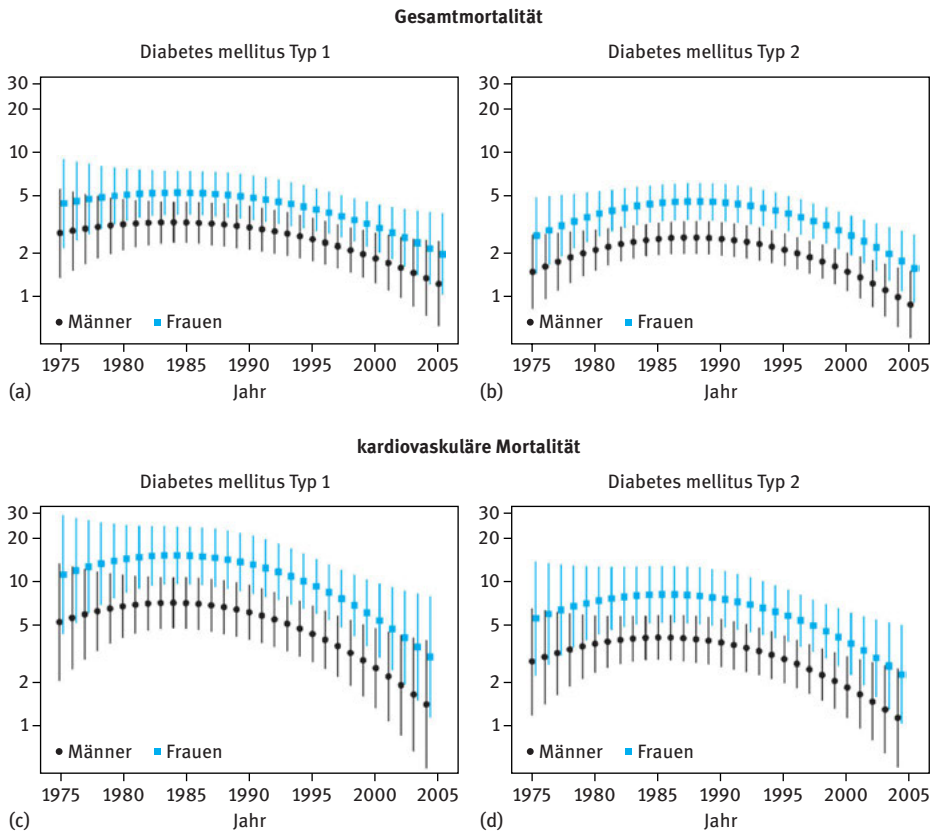 Gesamtmortalität
Diabetes mellitus Typ 1
30
20
10
5
2
1
Männer Frauen
1975 1980 1985 1990 1995 2000 2005
(a) Jahr
Diabetes mellitus Typ 2
30
20
10
5
2
1
Männer Frauen
1975 1980 1985 1990 1995 2000 2005
(b) Jahr
kardiovaskuläre Mortalität
Diabetes mellitus Typ 1
30
20
10
5
2
1
Männer Frauen
1975 1980 1985 1990 1995 2000 2005
(c) Jahr
Diabetes mellitus Typ 2
30
20
10
5
2
1
Männer Frauen
1975 1980 1985 1990 1995 2000 2005
(d) Jahr